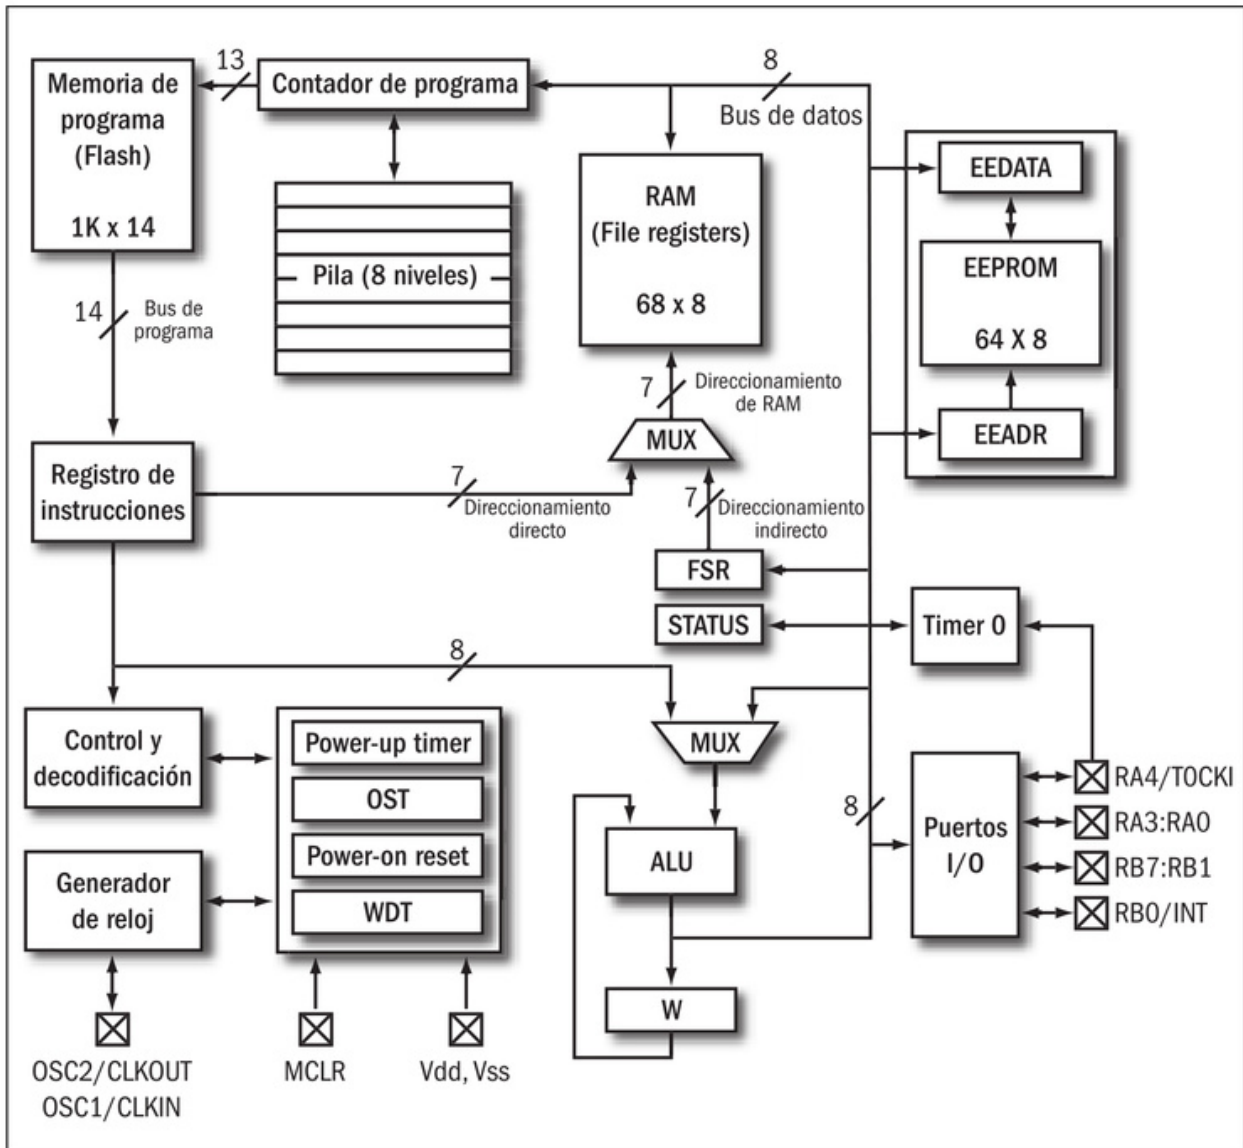 Memoria de
programa
(Flash)
1K x 14
13
Contador de programa
8
Bus de datos
Pila (8 niveles)
RAM
(File registers)
68 x 8
EEDATA
EEPROM
64 X 8
EEADR
14
Bus de
programa
7
Direccionamiento
de RAM
MUX
Registro de
instrucciones
7
Direccionamiento
directo
7
Direccionamiento
indirecto
FSR
STATUS
Timer 0
8
MUX
Control y
decodificación
Power-up timer
OST
Power-on reset
WDT
Generador
de reloj
ALU
W
8
Puertos
I/O
RA4/TOCKI
RA3:RA0
RB7:RB1
RB0/INT
OSC2/CLKOUT
OSC1/CLKIN
MCLR
Vdd, Vss